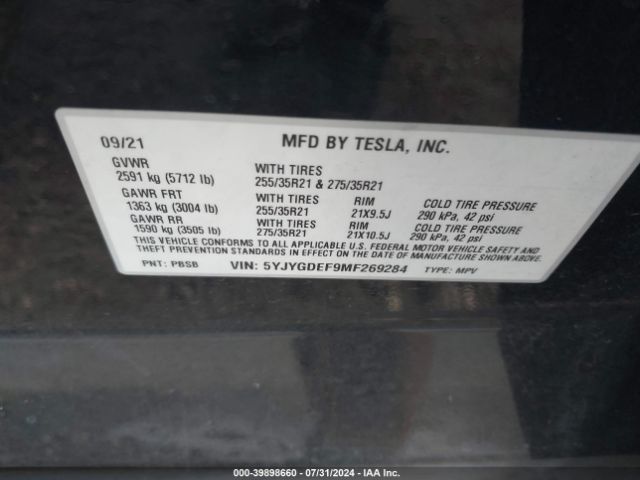 09/21 MFD BY TESLA, INC.
GVWR
2591 kg (5712 lb) WITH TIRES 255/35R21 & 275/35R21
GAWR FRT WITH TIRES RIM COLD TIRE PRESSURE
1363 kg (3004 lb) 255/35R21 21X9.5J 290 kPa, 42 psi
GAWR RR WITH TIRES RIM COLD TIRE PRESSURE
1590 kg (3505 lb) 275/35R21 21X10.5J 290 kPa, 42 psi
THIS VEHICLE CONFORMS TO ALL APPLICABLE U.S. FEDERAL MOTOR VEHICLE SAFETY AND
THEFT PREVENTION STANDARDS IN EFFECT ON THE DATE OF MANUFACTURE SHOWN ABOVE.
PNT: PBSB VIN: 5YJYGDEF9MF269284 TYPE: MPV
000-39898660 - 07/31/2024 - IAA Inc.